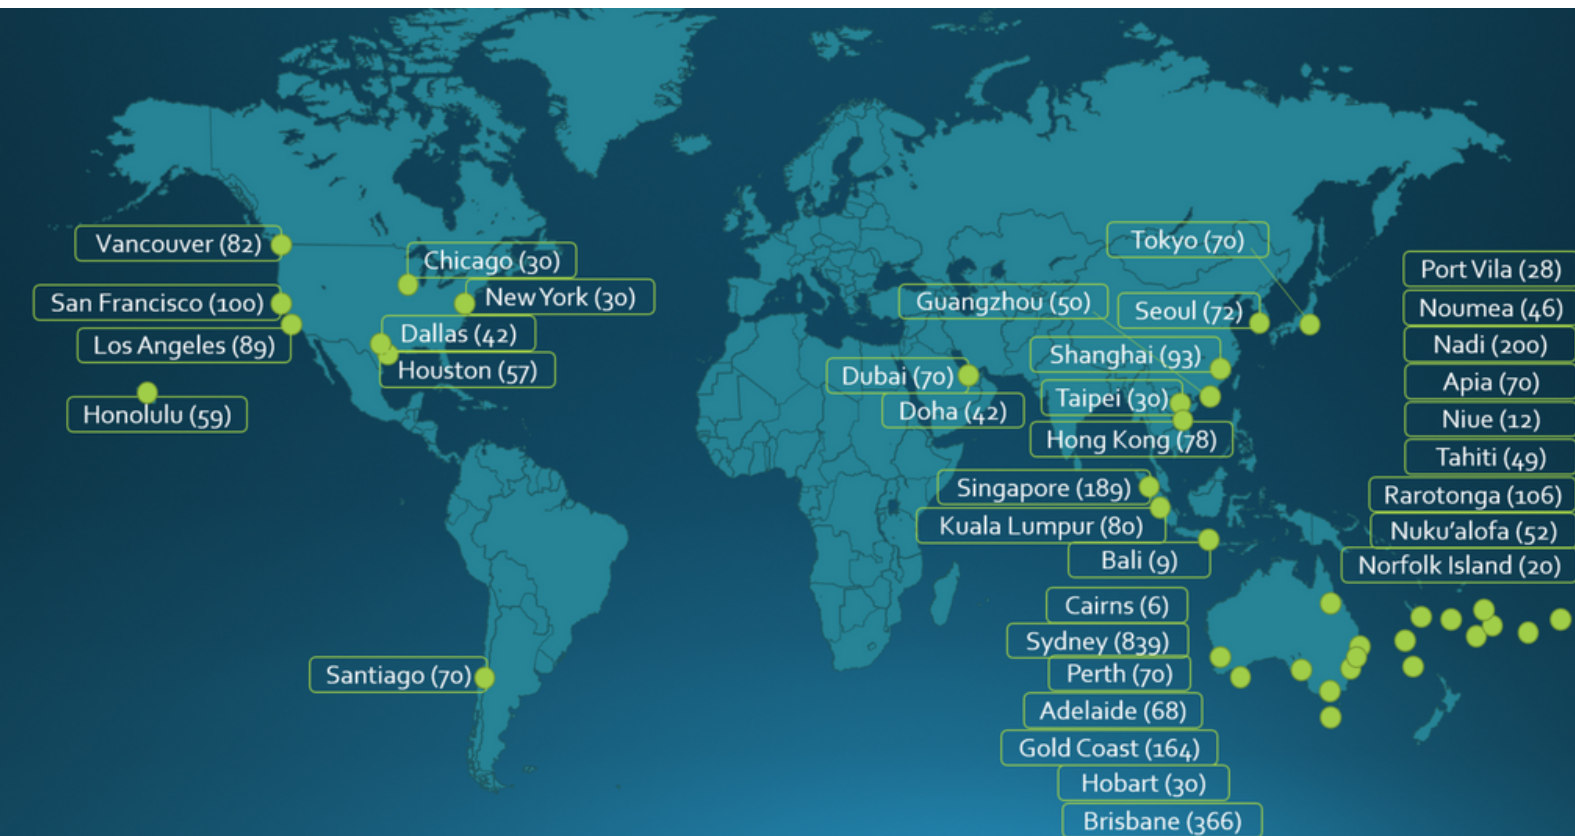 Vancouver (82)
Chicago (30)
San Francisco (100)
New York (30)
Los Angeles (89)
Dallas (42)
Houston (57)
Honolulu (59)
Santiago (70)
Tokyo (70)
Guangzhou (50)
Seoul (72)
Shanghai (93)
Dubai (70)
Taipei (30)
Doha (42)
Hong Kong (78)
Singapore (189)
Kuala Lumpur (80)
Bali (9)
Cairns (6)
Sydney (839)
Perth (70)
Adelaide (68)
Gold Coast (164)
Hobart (30)
Brisbane (366)
Port Vila (28)
Noumea (46)
Nadi (200)
Apia (70)
Niue (12)
Tahiti (49)
Rarotonga (106)
Nuku’alofa (52)
Norfolk Island (20)